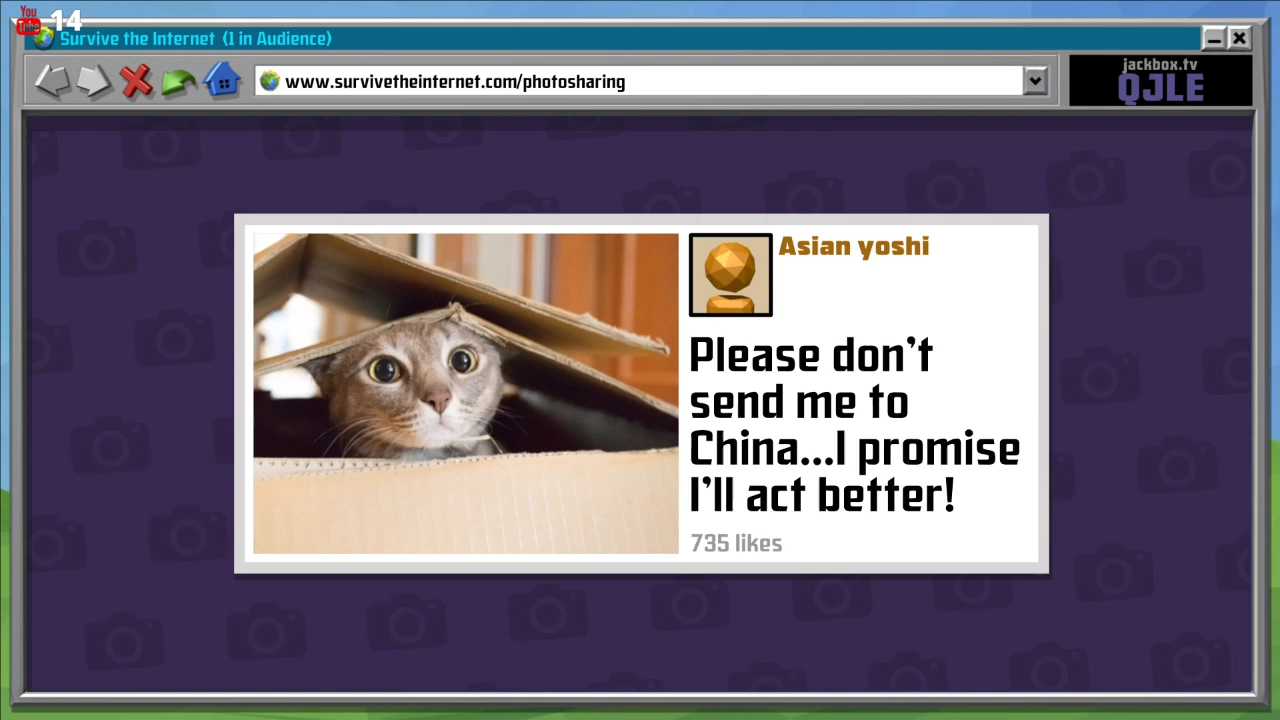 You
Tube 14
Survive the Internet (1 in Audience)
www.survivetheinternet.com/photosharing
jackbox.tv
QJLE
Asian yoshi
Please don't
send me to
China...I promise
I'll act better!
735 likes